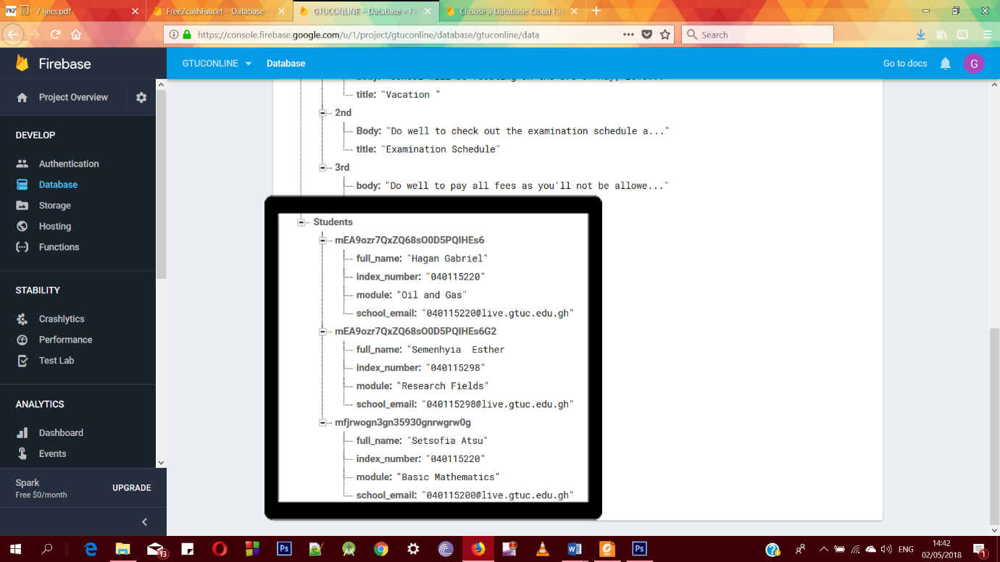 - 7 ijecs.pdf
FreeZcashFaucet – Database –
GTUCONLINE – Database – Fir
Choose a Database: Cloud Fire
https://console.firebase.google.com/u/1/project/gtuconline/database/gtuconline/data
Search
Firebase
GTUCONLINE
Database
Go to docs
G
Project Overview
DEVELOP
Authentication
Database
Storage
Hosting
Functions
STABILITY
Crashlytics
Performance
Test Lab
ANALYTICS
Dashboard
Events
Spark
Free $0/month
UPGRADE
title: "Vacation "
2nd
Body: "Do well to check out the examination schedule a..."
title: "Examination Schedule"
3rd
body: "Do well to pay all fees as you'll not be allowe..."
Students
mEA9ozr7QxZQ68sO0D5PQIHEs6
full_name: "Hagan Gabriel"
index_number: "040115220"
module: "Oil and Gas"
school_email: "040115220@live.gtuc.edu.gh"
mEA9ozr7QxZQ68sO0D5PQIHEs6G2
full_name: "Semenhyia  Esther
index_number: "040115298"
module: "Research Fields"
school_email: "040115298@live.gtuc.edu.gh"
mfjrwogn3gn35930gnrwgrw0g
full_name: "Setsofia Atsu"
index_number: "040115220"
module: "Basic Mathematics"
school_email: "040115200@live.gtuc.edu.gh"
13
Ps
Ps
ENG
14:42
02/05/2018
1